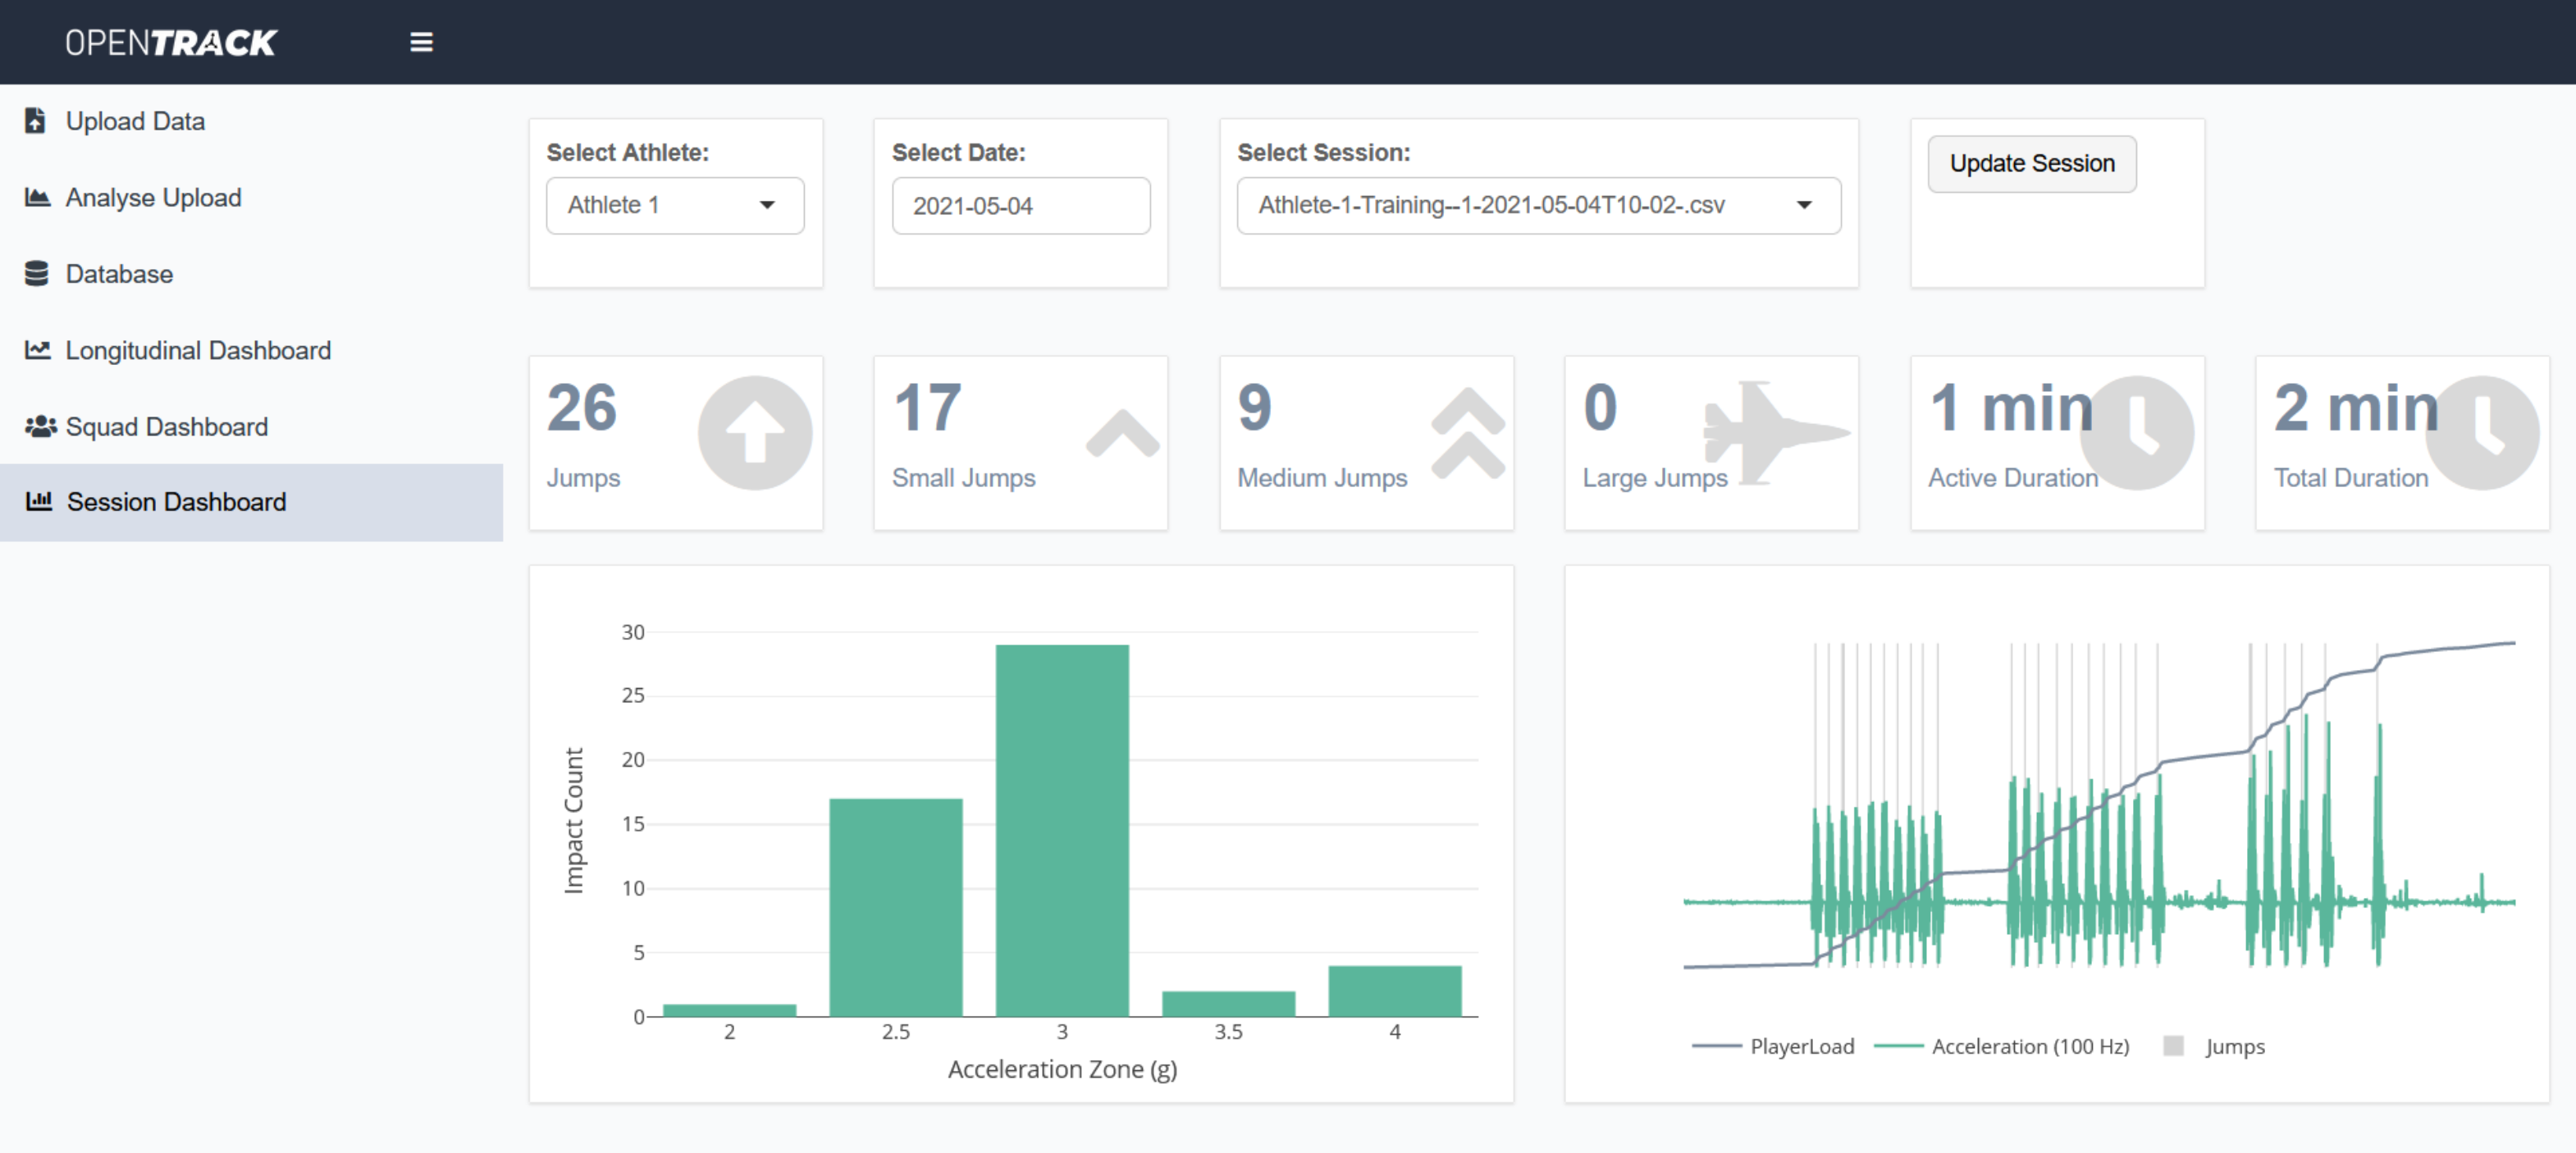 OPENTRACK
Upload Data
Analyse Upload
Database
Longitudinal Dashboard
Squad Dashboard
Session Dashboard
Select Athlete:
Athlete 1
Select Date:
2021-05-04
Select Session:
Athlete-1-Training--1-2021-05-04T10-02-.csv
Update Session
26
Jumps
17
Small Jumps
9
Medium Jumps
0
Large Jumps
1 min
Active Duration
2 min
Total Duration
30
25
20
15
10
5
0
Impact Count
2 2.5 3 3.5 4
Acceleration Zone (g)
PlayerLoad Acceleration (100 Hz) Jumps